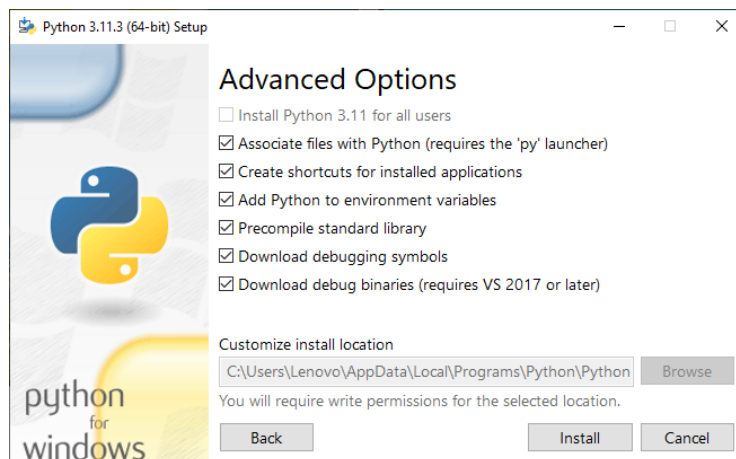 Python 3.11.3 (64-bit) Setup
Advanced Options
Install Python 3.11 for all users
Associate files with Python (requires the 'py' launcher)
Create shortcuts for installed applications
Add Python to environment variables
Precompile standard library
Download debugging symbols
Download debug binaries (requires VS 2017 or later)
Customize install location
C:\Users\Lenovo\AppData\Local\Programs\Python\Python
Browse
You will require write permissions for the selected location.
python
for
windows
Back
Install
Cancel